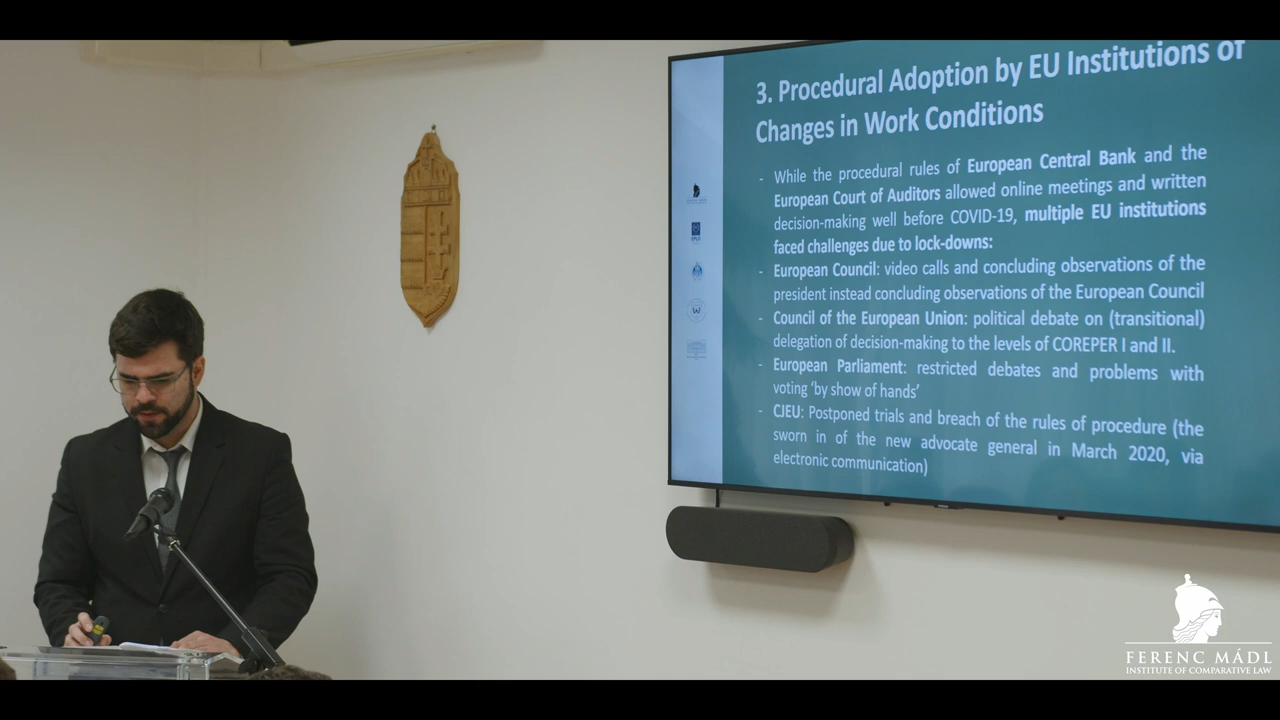 3. Procedural Adoption by EU Institutions of
Changes in Work Conditions
- While the procedural rules of European Central Bank and the
European Court of Auditors allowed online meetings and written
decision-making well before COVID-19, multiple EU institutions
faced challenges due to lock-downs:
- European Council: video calls and concluding observations of the
president instead concluding observations of the European Council
- Council of the European Union: political debate on (transitional)
delegation of decision-making to the levels of COREPER I and II.
- European Parliament: restricted debates and problems with
voting ‘by show of hands’
- CJEU: Postponed trials and breach of the rules of procedure (the
sworn in of the new advocate general in March 2020, via
electronic communication)
FERENC MÁDL
INSTITUTE OF COMPARATIVE LAW